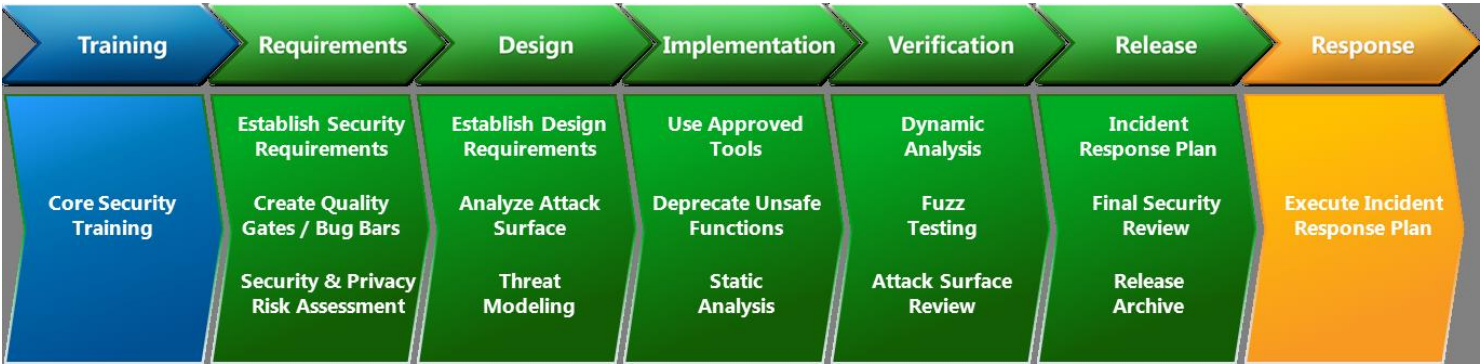 Training
Requirements
Design
Implementation
Verification
Release
Response
Core Security
Training
Establish Security
Requirements
Create Quality
Gates / Bug Bars
Security & Privacy
Risk Assessment
Establish Design
Requirements
Analyze Attack
Surface
Threat
Modeling
Use Approved
Tools
Deprecate Unsafe
Functions
Static
Analysis
Dynamic
Analysis
Fuzz
Testing
Attack Surface
Review
Incident
Response Plan
Final Security
Review
Release
Archive
Execute Incident
Response Plan